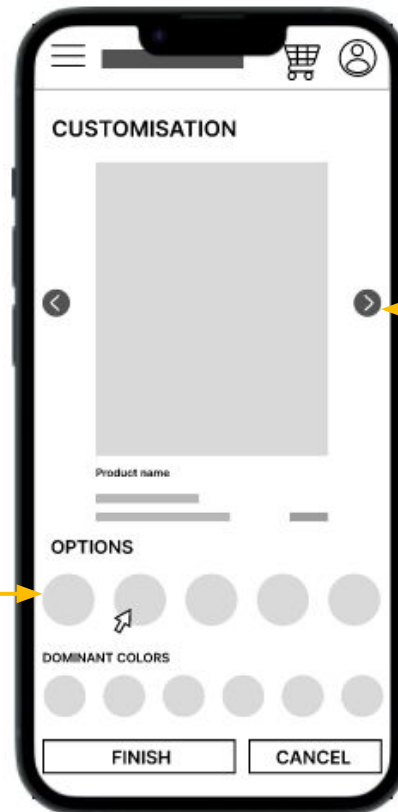 CUSTOMISATION
Product name
OPTIONS
DOMINANT COLORS
FINISH CANCEL